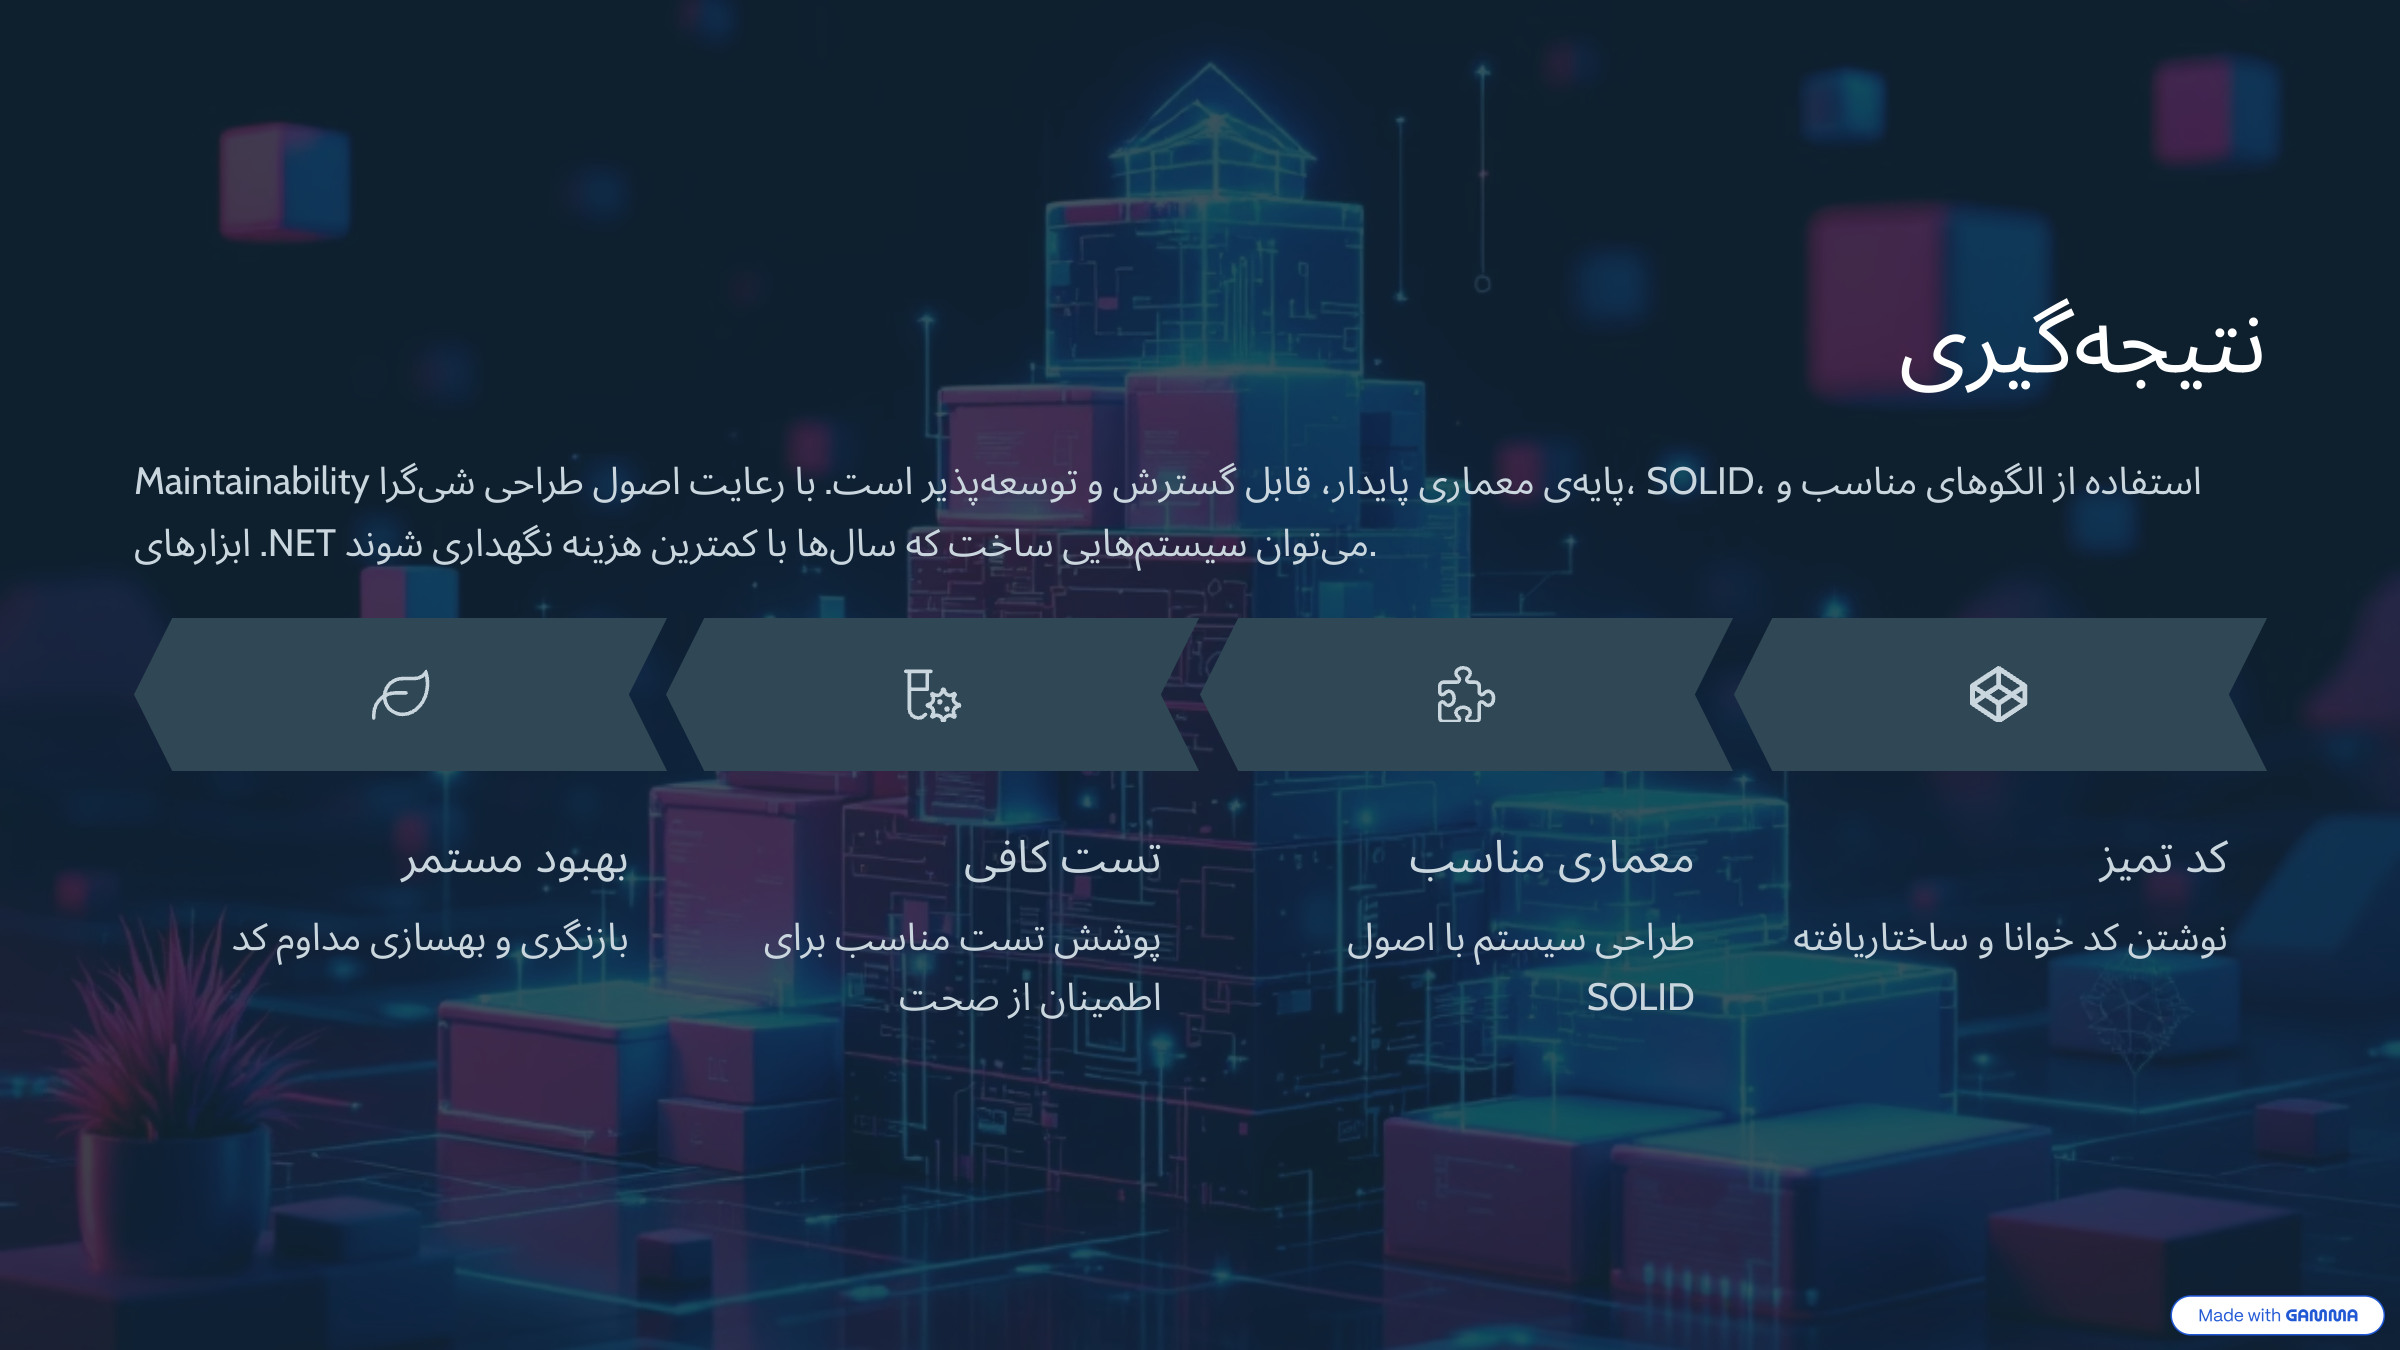 نتیجه‌گیری
Maintainability پایه‌ی معماری پایدار، قابل گسترش و توسعه‌پذیر است. با رعایت اصول طراحی شی‌گرا، SOLID، استفاده از الگوهای مناسب و
ابزارهای .NET می‌توان سیستم‌هایی ساخت که سال‌ها با کمترین هزینه نگهداری شوند.
کد تمیز
نوشتن کد خوانا و ساختاریافته
معماری مناسب
طراحی سیستم با اصول
SOLID
تست کافی
پوشش تست مناسب برای
اطمینان از صحت
بهبود مستمر
بازنگری و بهسازی مداوم کد
Made with GAMMA